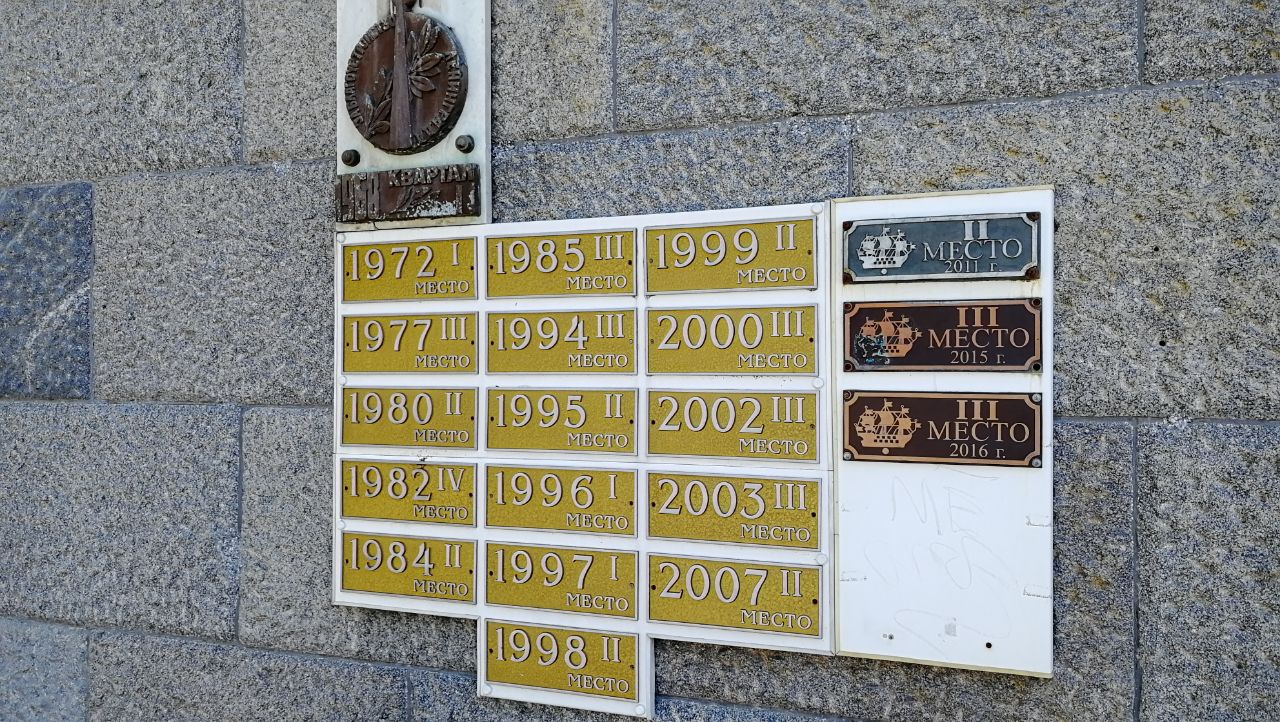 КВАРТАЛ
1972 I
МЕСТО
1977 III
МЕСТО
1980 II
МЕСТО
1982 IV
МЕСТО
1984 II
МЕСТО
1985 III
МЕСТО
1994 III
МЕСТО
1995 II
МЕСТО
1996 I
МЕСТО
1997 I
МЕСТО
1998 II
МЕСТО
1999 II
МЕСТО
2000 III
МЕСТО
2002 III
МЕСТО
2003 III
МЕСТО
2007 II
МЕСТО
II
МЕСТО
2011 г.
III
МЕСТО
2015 г.
III
МЕСТО
2016 г.